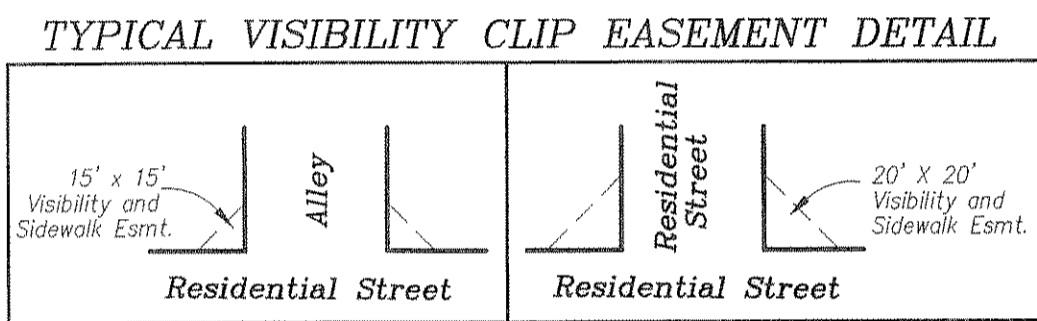 TYPICAL VISIBILITY CLIP EASEMENT DETAIL
15' x 15'
Visibility and
Sidewalk Esmt.
Alley
Residential Street
Residential
Street
20' X 20'
Visibility and
Sidewalk Esmt.
Residential Street